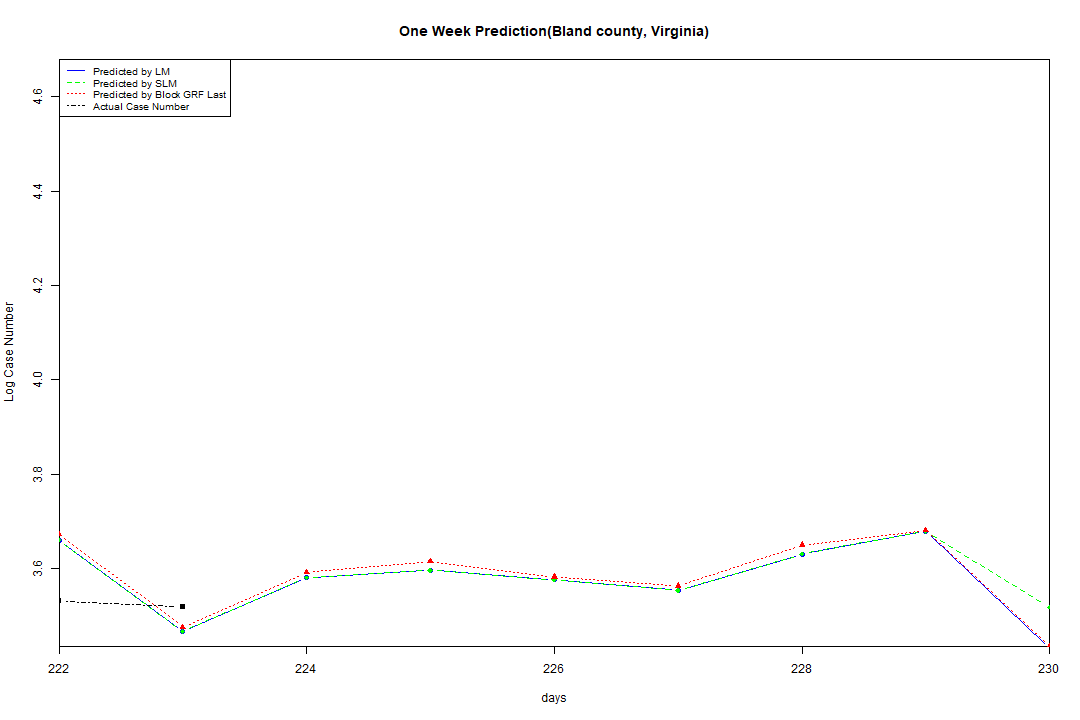 One Week Prediction(Bland county, Virginia)
Predicted by LM
Predicted by SLM
Predicted by Block GRF Last
Actual Case Number
4.6
4.4
4.2
4.0
3.8
3.6
Log Case Number
222
224
226
228
230
days